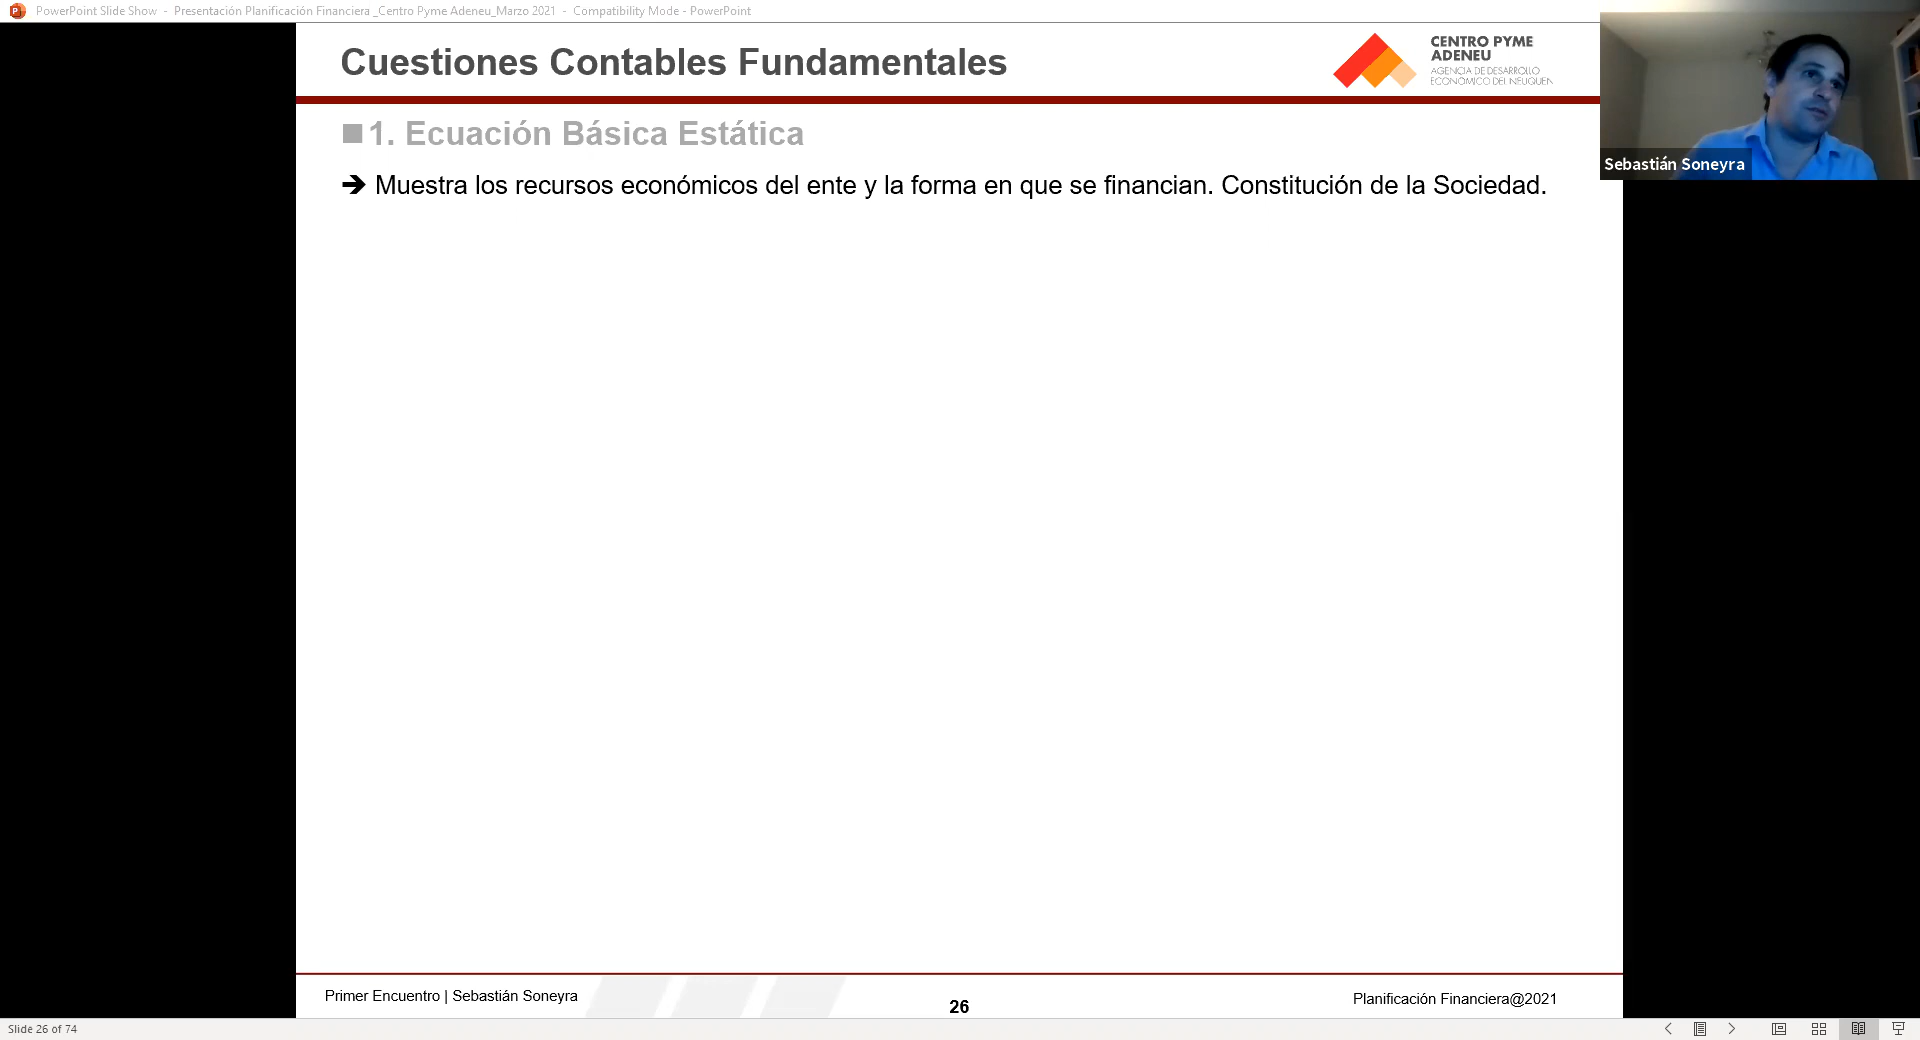 PowerPoint Slide Show - Presentación Planificación Financiera _Centro Pyme Adeneu_Marzo 2021 - Compatibility Mode - PowerPoint
Cuestiones Contables Fundamentales
CENTRO PYME
ADENEU
AGENCIA DE DESARROLLO
ECONOMICO DEL NEUQUEN
Sebastián Soneyra
1. Ecuación Básica Estática
➔ Muestra los recursos económicos del ente y la forma en que se financian. Constitución de la Sociedad.
Primer Encuentro | Sebastián Soneyra
26
Planificación Financiera@2021
Slide 26 of 74